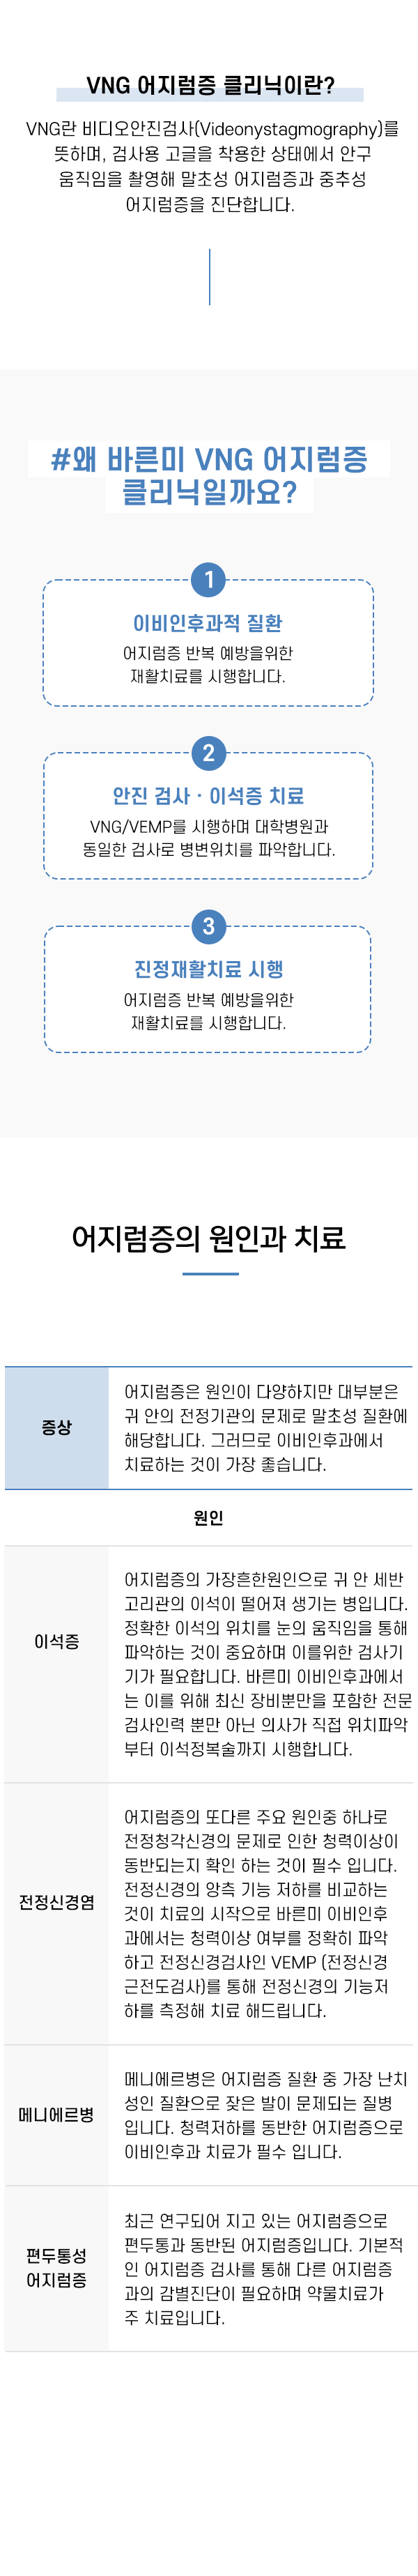 VNG 어지럼증 클리닉이란?
VNG란 비디오안진검사(Videonystagmography)를
뜻하며, 검사용 고글을 착용한 상태에서 안구
움직임을 촬영해 말초성 어지럼증과 중추성
어지럼증을 진단합니다.
#왜 바른미 VNG 어지럼증
클리닉일까요?
1
이비인후과적 질환
어지럼증 반복 예방을위한
재활치료를 시행합니다.
2
안진 검사 · 이석증 치료
VNG/VEMP를 시행하며 대학병원과
동일한 검사로 병변위치를 파악합니다.
3
진정재활치료 시행
어지럼증 반복 예방을위한
재활치료를 시행합니다.
어지럼증의 원인과 치료
증상
어지럼증은 원인이 다양하지만 대부분은
귀 안의 전정기관의 문제로 말초성 질환에
해당합니다. 그러므로 이비인후과에서
치료하는 것이 가장 좋습니다.
원인
이석증
어지럼증의 가장흔한원인으로 귀 안 세반
고리관의 이석이 떨어져 생기는 병입니다.
정확한 이석의 위치를 눈의 움직임을 통해
파악하는 것이 중요하며 이를위한 검사기
기가 필요합니다. 바른미 이비인후과에서
는 이를 위해 최신 장비뿐만을 포함한 전문
검사인력 뿐만 아닌 의사가 직접 위치파악
부터 이석정복술까지 시행합니다.
전정신경염
어지럼증의 또다른 주요 원인중 하나로
전정청각신경의 문제로 인한 청력이상이
동반되는지 확인 하는 것이 필수 입니다.
전정신경의 양측 기능 저하를 비교하는
것이 치료의 시작으로 바른미 이비인후
과에서는 청력이상 여부를 정확히 파악
하고 전정신경검사인 VEMP (전정신경
근전도검사)를 통해 전정신경의 기능저
하를 측정해 치료 해드립니다.
메니에르병
메니에르병은 어지럼증 질환 중 가장 난치
성인 질환으로 잦은 발이 문제되는 질병
입니다. 청력저하를 동반한 어지럼증으로
이비인후과 치료가 필수 입니다.
편두통성
어지럼증
최근 연구되어 지고 있는 어지럼증으로
편두통과 동반된 어지럼증입니다. 기본적
인 어지럼증 검사를 통해 다른 어지럼증
과의 감별진단이 필요하며 약물치료가
주 치료입니다.